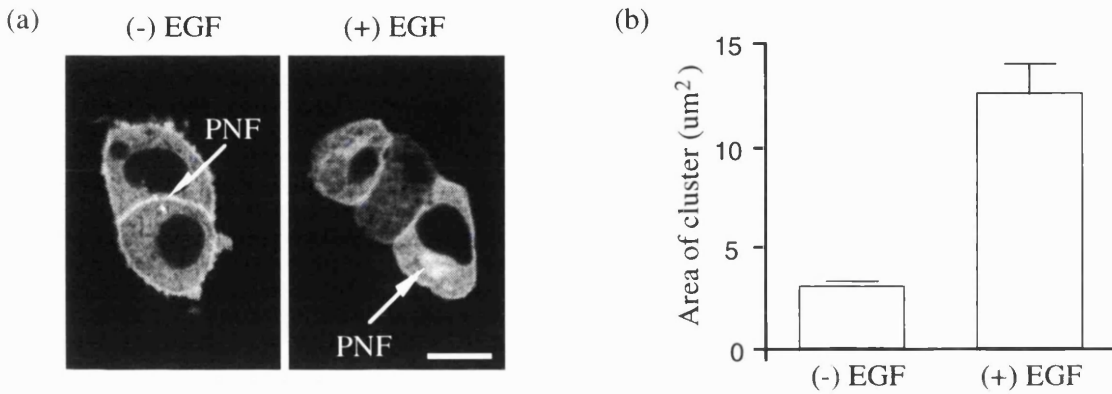 (a)
(-) EGF
(+) EGF
PNF
PNF
(b)
Area of cluster (um²)
15
10
5
0
(-) EGF
(+) EGF